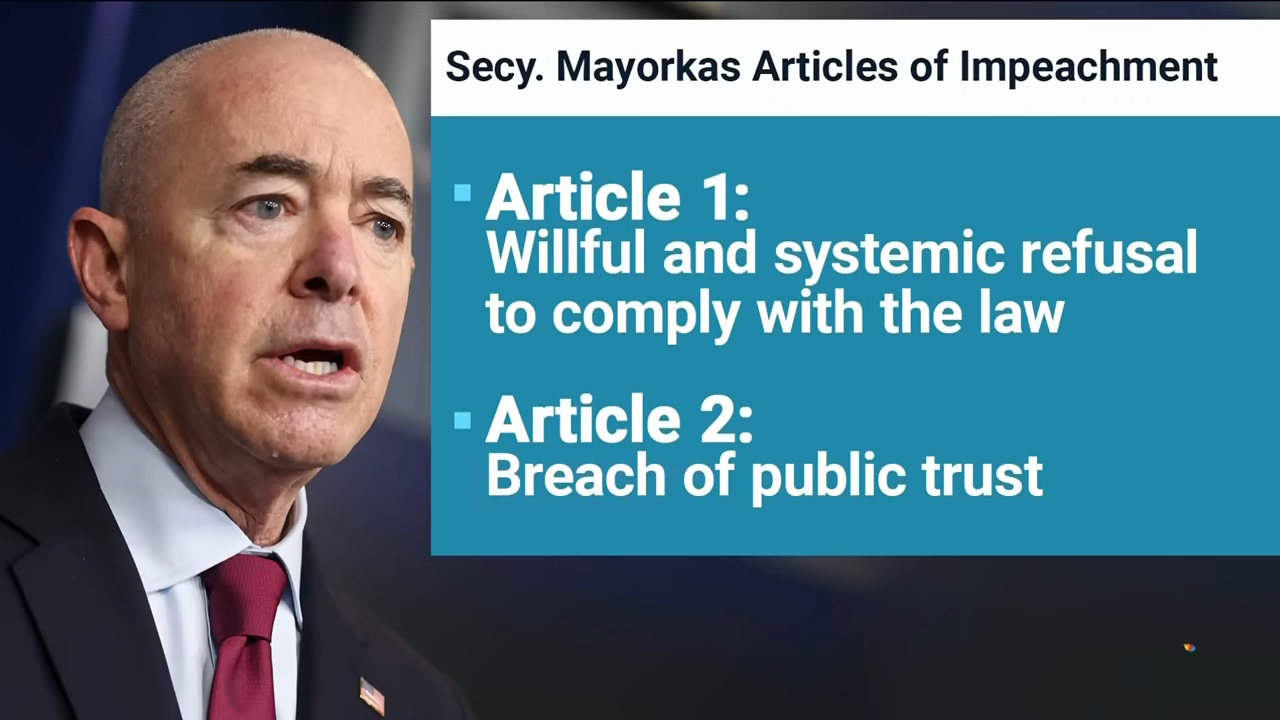 Secy. Mayorkas Articles of Impeachment
Article 1:
Willful and systemic refusal
to comply with the law
Article 2:
Breach of public trust